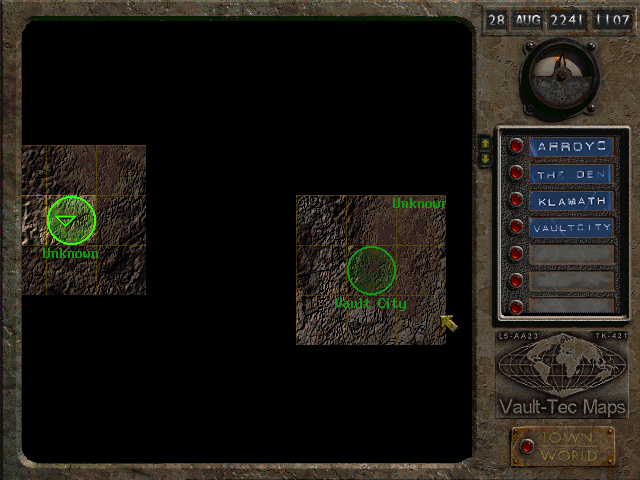 28 AUG 2241 1107
ARROYO
THE DEN
KLAMATH
VAULTCITY
Unknown
Unknown
Vault City
L5-AA23 TK-421
Vault-Tec Maps
TOWN
WORLD